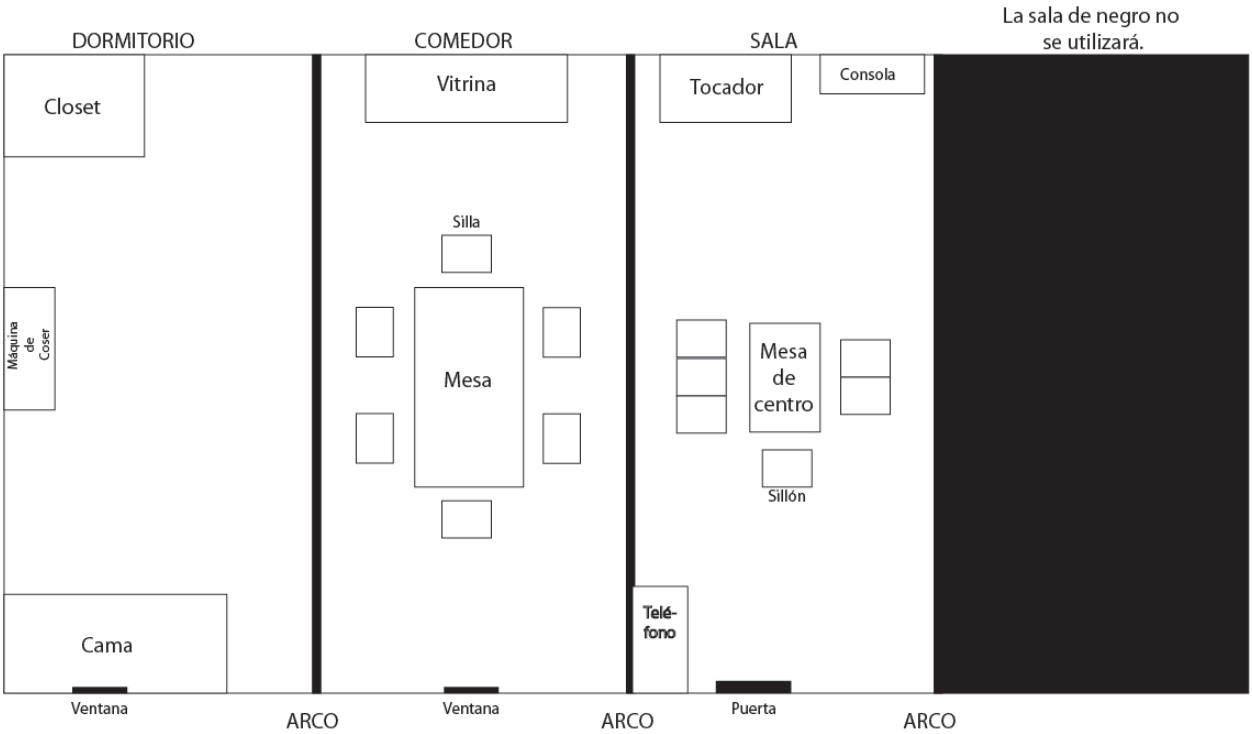 La sala de negro no
se utilizará.
DORMITORIO
COMEDOR
SALA
Closet
Vitrina
Tocador
Consola
Silla
Máquina
de
Coser
Mesa
Mesa
de
centro
Sillón
Telé-
fono
Cama
Ventana
Ventana
Puerta
ARCO
ARCO
ARCO